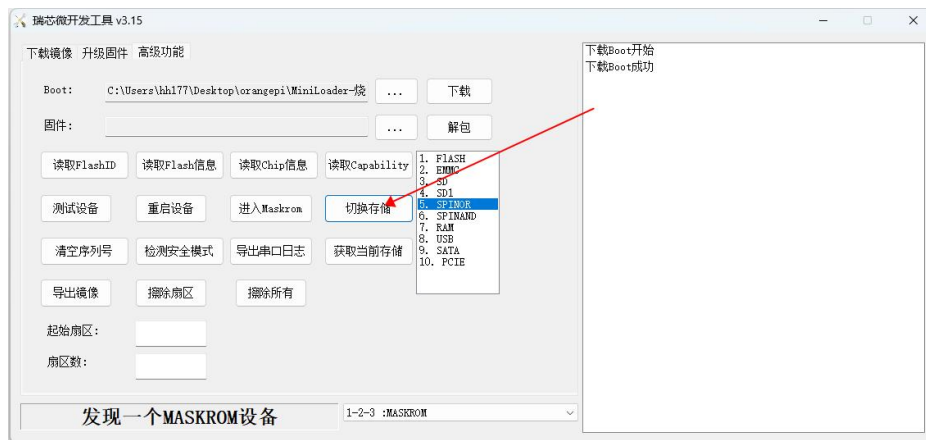 瑞芯微开发工具 v3.15
下载镜像 升级固件 高级功能
Boot: C:\Users\hh177\Desktop\orangepi\MiniLoader-烧 ... 下载
固件: ... 解包
读取FlashID 读取Flash信息 读取Chip信息 读取Capability
测试设备 重启设备 进入Maskrom 切换存储
清空序列号 检测安全模式 导出串口日志 获取当前存储
导出镜像 擦除扇区 擦除所有
1. FlASH
2. EMMC
3. SD
4. SD1
5. SPINOR
6. SPINAND
7. RAM
8. USB
9. SATA
10. PCIE
起始扇区:
扇区数:
发现一个MASKROM设备 1-2-3 :MASKROM
下载Boot开始
下载Boot成功